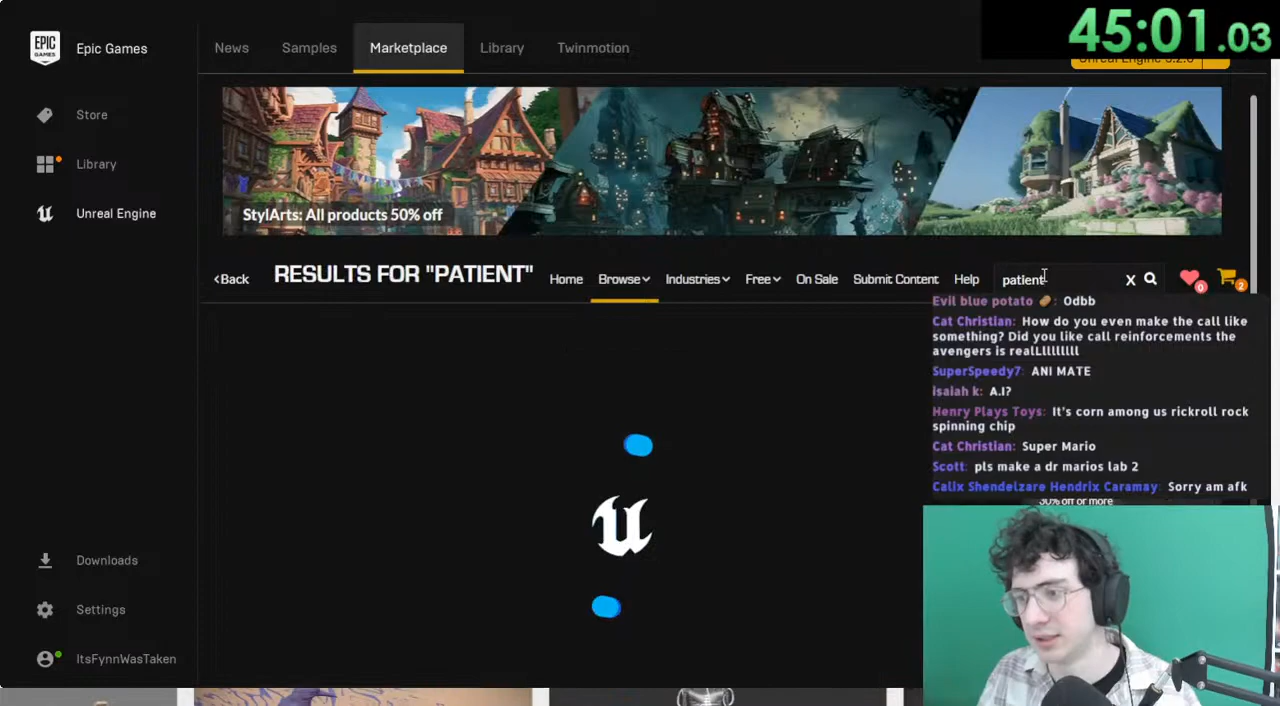 45:01.03
EPIC
GAMES
Epic Games
News
Samples
Marketplace
Library
Twinmotion
Store
Library
Unreal Engine
StylArts: All products 50% off
<Back
RESULTS FOR "PATIENT"
Home
Browse
Industries
Free
On Sale
Submit Content
Help
patient
X
0
2
Evil blue potato 🥔: Odbb
Cat Christian: How do you even make the call like
something? Did you like call reinforcements the
avengers is realLllllllll
SuperSpeedy7: ANI MATE
isaiah k: A.I?
Henry Plays Toys: It's corn among us rickroll rock
spinning chip
Cat Christian: Super Mario
Scott: pls make a dr marios lab 2
Calix Shendelzare Hendrix Caramay: Sorry am afk
30% off or more
Downloads
Settings
ItsFynnWasTaken